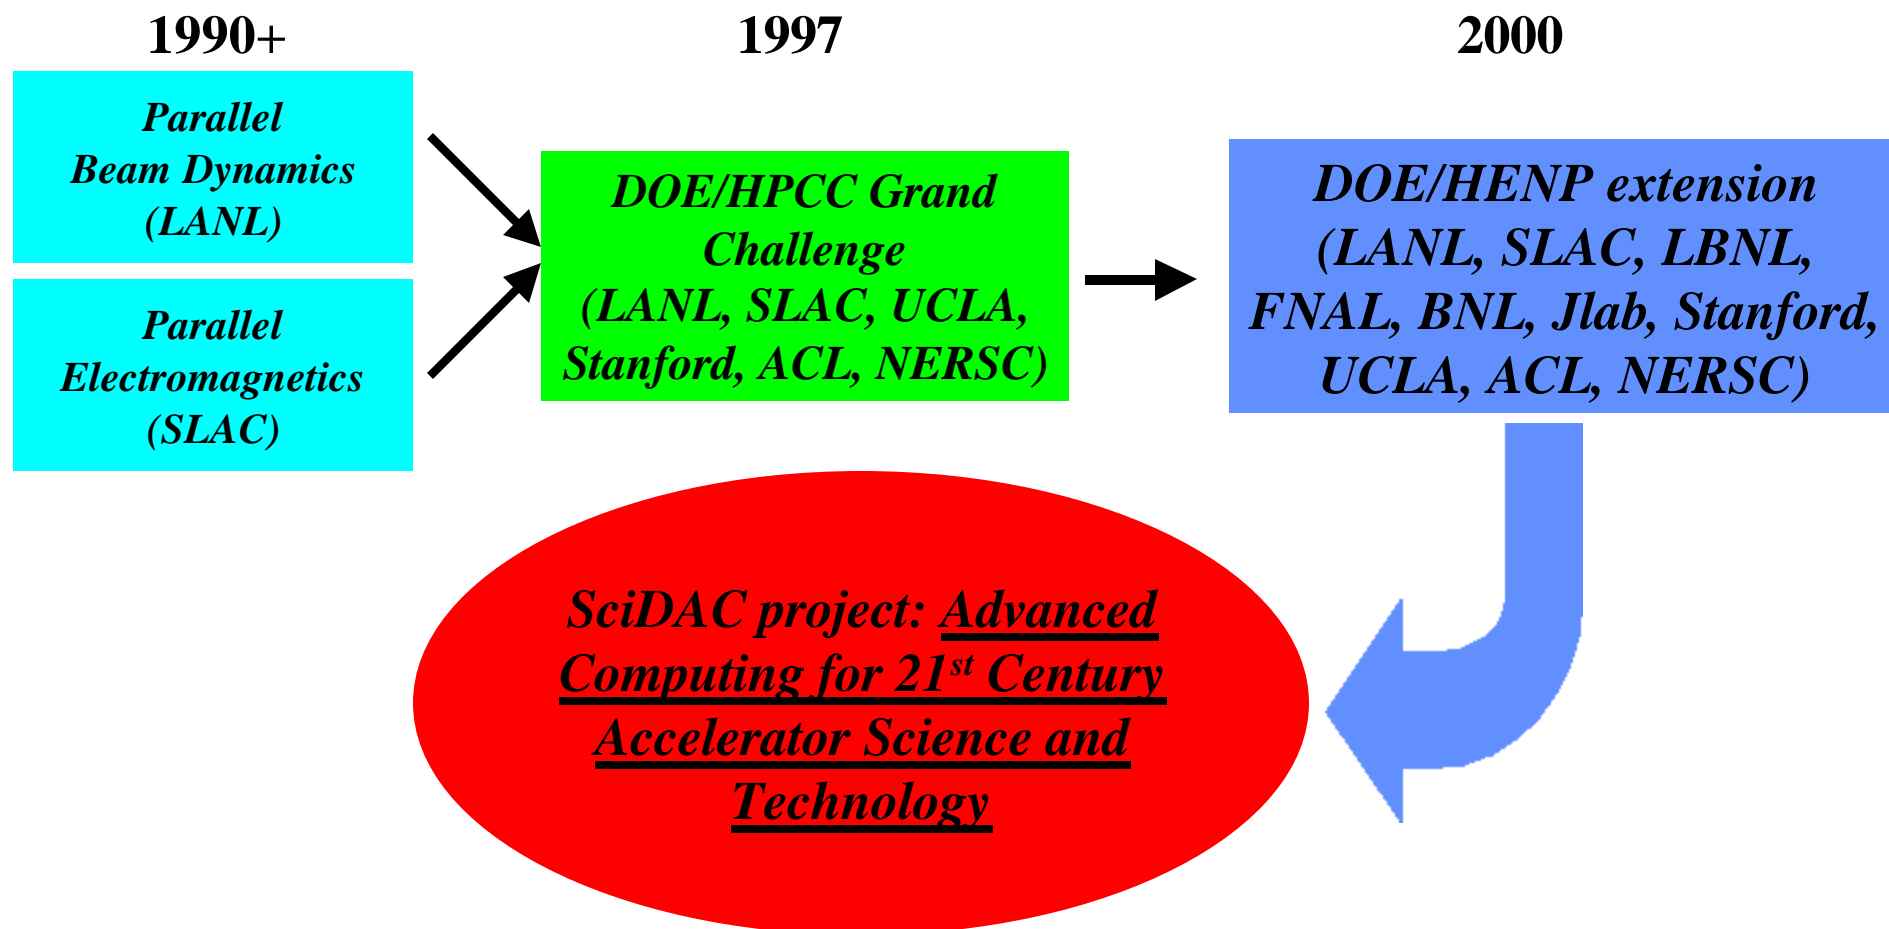 1990+
1997
2000
Parallel
Beam Dynamics
(LANL)
Parallel
Electromagnetics
(SLAC)
DOE/HPCC Grand
Challenge
(LANL, SLAC, UCLA,
Stanford, ACL, NERSC)
DOE/HENP extension
(LANL, SLAC, LBNL,
FNAL, BNL, Jlab, Stanford,
UCLA, ACL, NERSC)
SciDAC project: Advanced
Computing for 21st Century
Accelerator Science and
Technology